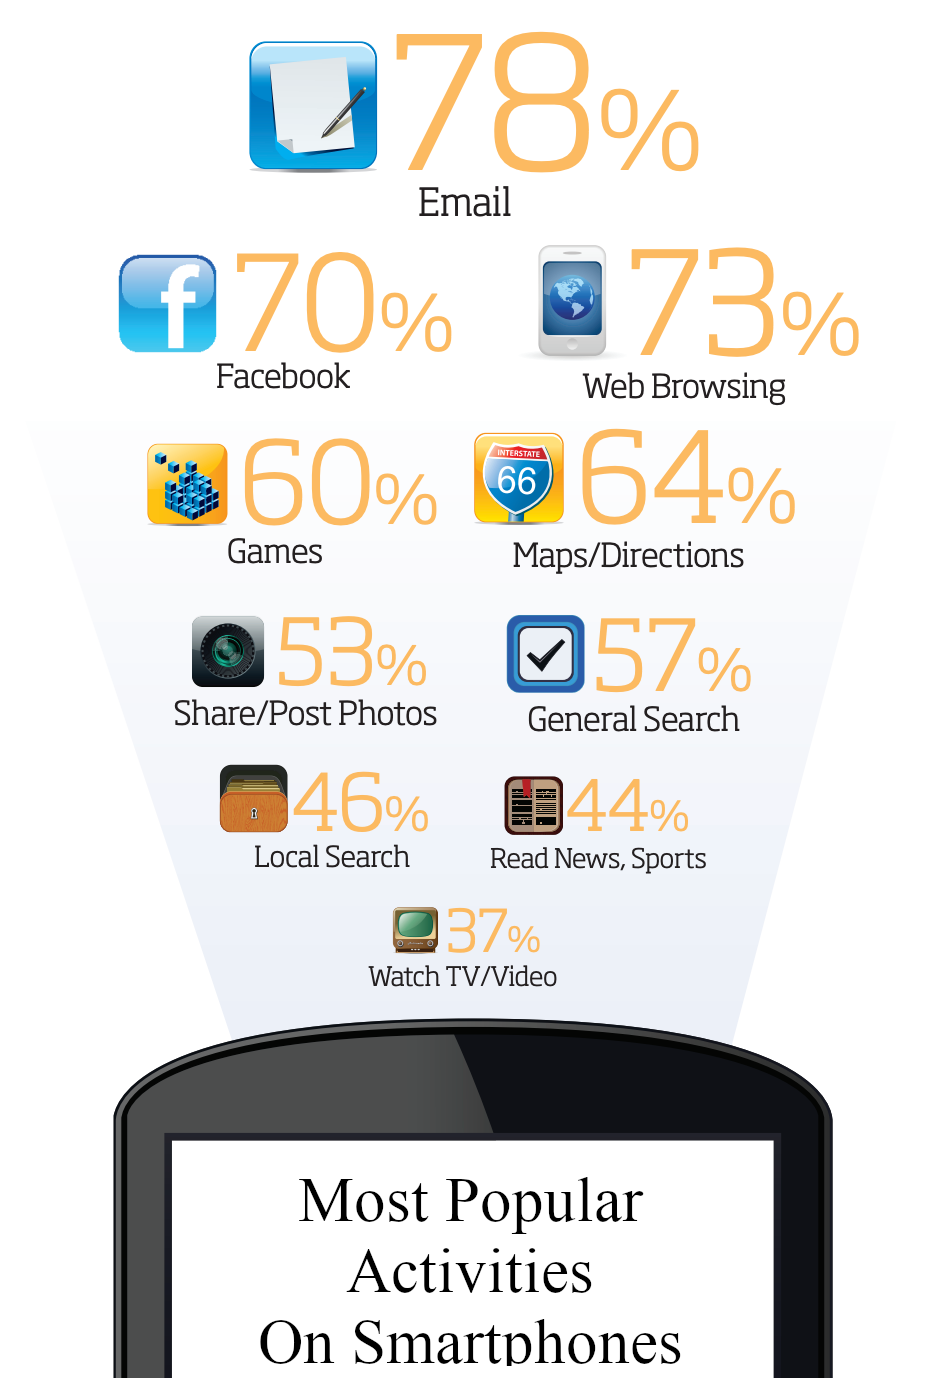 78%
Email
70%
Facebook
73%
Web Browsing
60%
Games
INTERSTATE
66
64%
Maps/Directions
53%
Share/Post Photos
57%
General Search
46%
Local Search
44%
Read News, Sports
37%
Watch TV/Video
Most Popular
Activities
On Smartphones